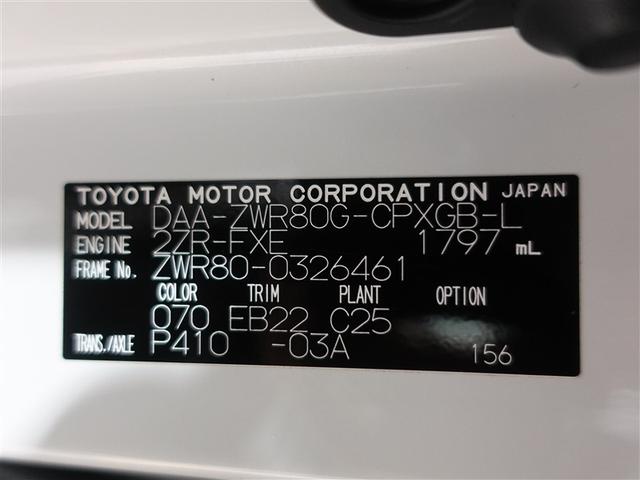 TOYOTA MOTOR CORPORATION JAPAN
MODEL DAA-ZWR80G-CPXGB-L
ENGINE 2ZR-FXE 1797 mL
FRAME No. ZWR80-0326461
COLOR TRIM PLANT OPTION
070 EB22 C25
TRANS./AXLE P410 -03A 156